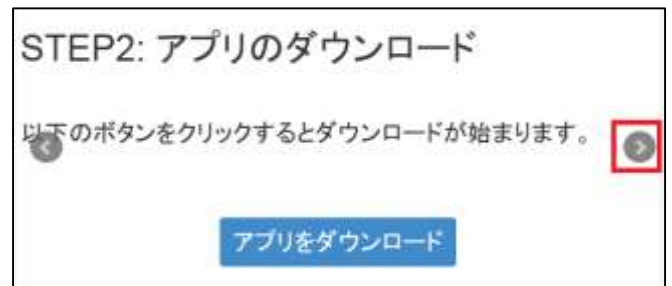 STEP2: アプリのダウンロード
以下のボタンをクリックするとダウンロードが始まります。
アプリをダウンロード